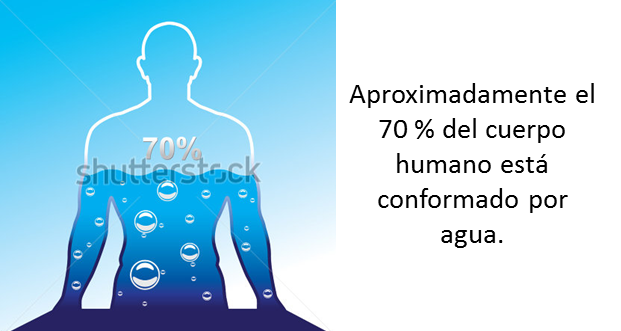 70%
shutterstock
Aproximadamente el
70 % del cuerpo
humano está
conformado por
agua.